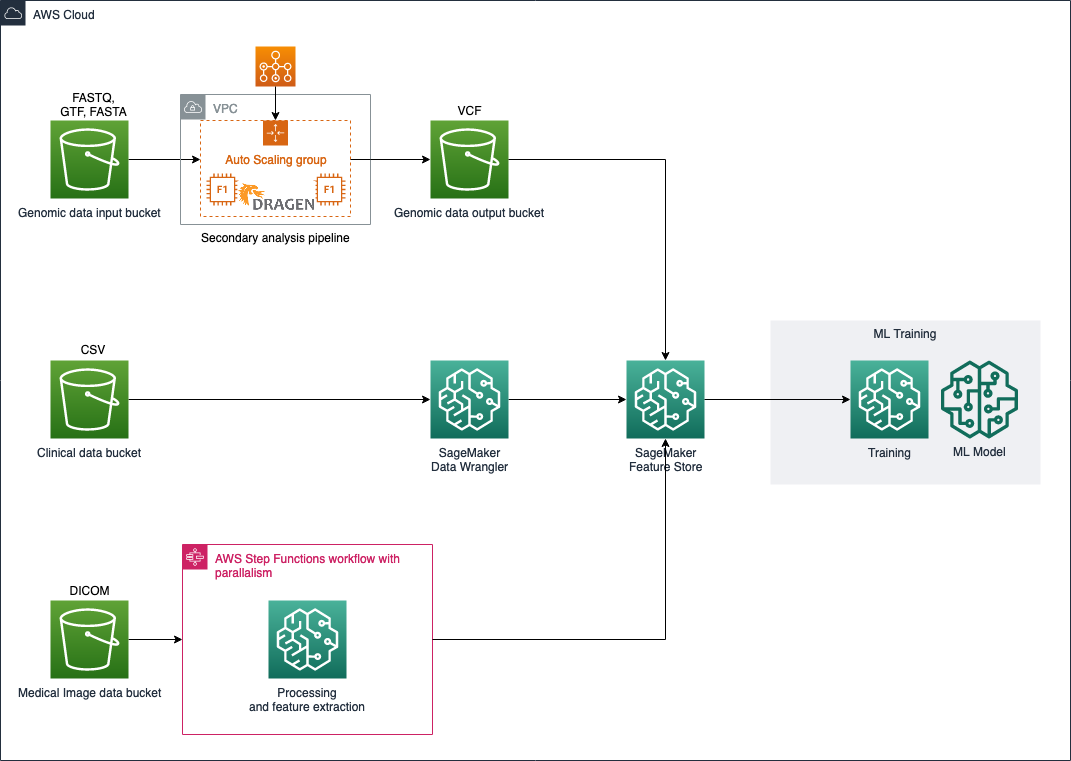 AWS Cloud
FASTQ,
GTF, FASTA
VPC
VCF
Auto Scaling group
F1
DRAGEN
F1
Genomic data input bucket
Genomic data output bucket
Secondary analysis pipeline
CSV
ML Training
Clinical data bucket
SageMaker
Data Wrangler
SageMaker
Feature Store
Training
ML Model
DICOM
AWS Step Functions workflow with
parallalism
Medical Image data bucket
Processing
and feature extraction